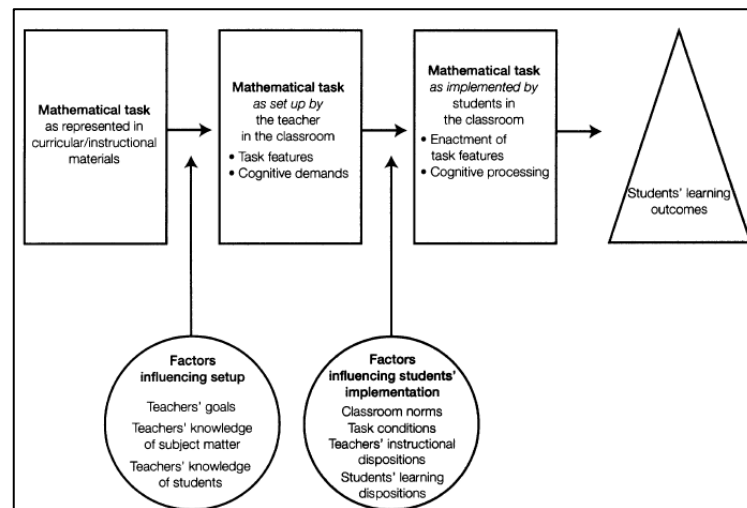 Mathematical task
as represented in
curricular/instructional
materials
Mathematical task
as set up by
the teacher
in the classroom
• Task features
• Cognitive demands
Mathematical task
as implemented by
students in
the classroom
• Enactment of
task features
• Cognitive processing
Students' learning
outcomes
Factors
influencing setup
Teachers' goals
Teachers' knowledge
of subject matter
Teachers' knowledge
of students
Factors
influencing students'
implementation
Classroom norms
Task conditions
Teachers' instructional
dispositions
Students' learning
dispositions